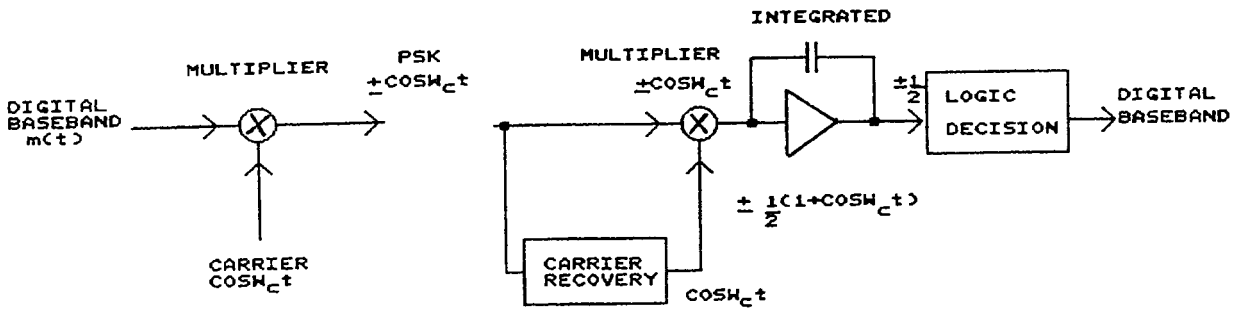 MULTIPLIER
PSK
±COSW_ct
DIGITAL
BASEBAND
m(t)
CARRIER
COSW_ct
MULTIPLIER
±COSW_ct
INTEGRATED
±1/2
LOGIC
DECISION
DIGITAL
BASEBAND
± 1/2(1+COSW_ct)
CARRIER
RECOVERY
COSW_ct